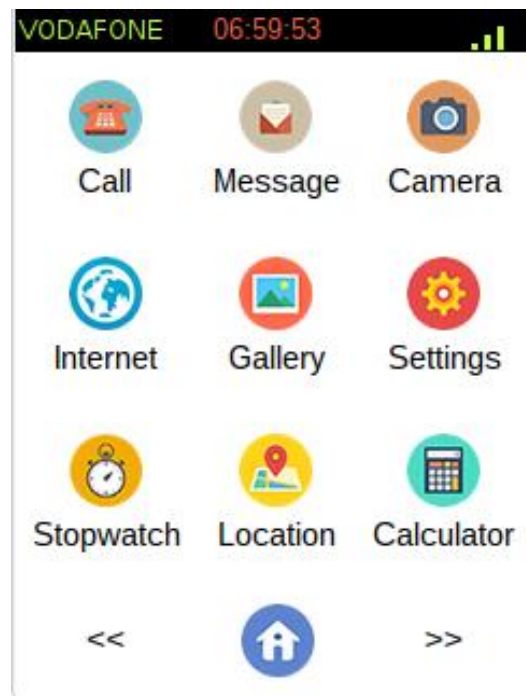 VODAFONE 06:59:53
Call Message Camera
Internet Gallery Settings
Stopwatch Location Calculator
<< >>